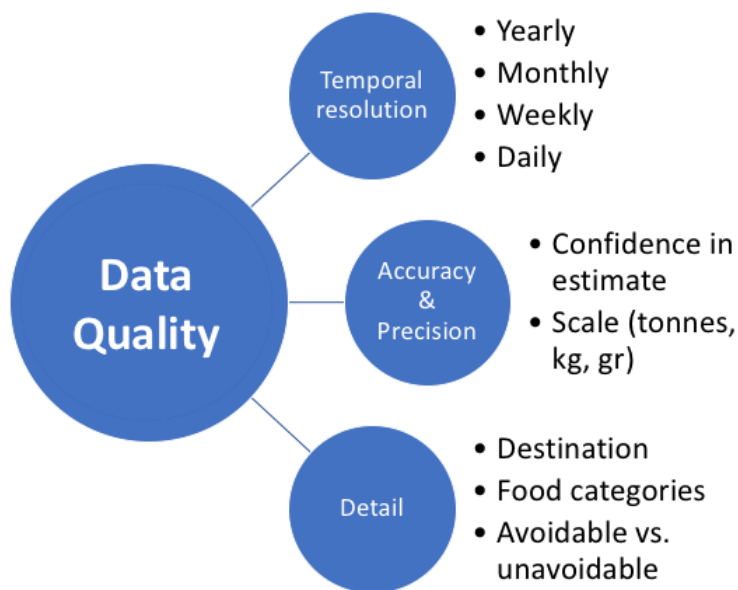 Temporal
resolution
• Yearly
• Monthly
• Weekly
• Daily
Data
Quality
Accuracy
&
Precision
• Confidence in
estimate
• Scale (tonnes,
kg, gr)
Detail
• Destination
• Food categories
• Avoidable vs.
unavoidable